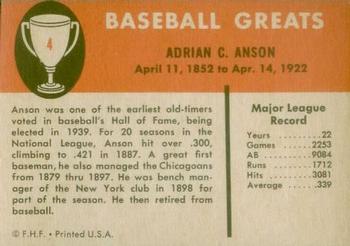 BASEBALL GREATS
4
ADRIAN C. ANSON
April 11, 1852 to Apr. 14, 1922
Anson was one of the earliest old-timers
voted in baseball's Hall of Fame, being
elected in 1939. For 20 seasons in the
National League, Anson hit over .300,
climbing to .421 in 1887. A great first
baseman, he also managed the Chicagoans
from 1879 thru 1897. He was bench man-
ager of the New York club in 1898 for
part of the season. He then retired from
baseball.
© F.H.F. • Printed U.S.A.
Major League
Record
Years .....22
Games .....2253
AB .....9084
Runs .....1712
Hits .....3081
Average .....339